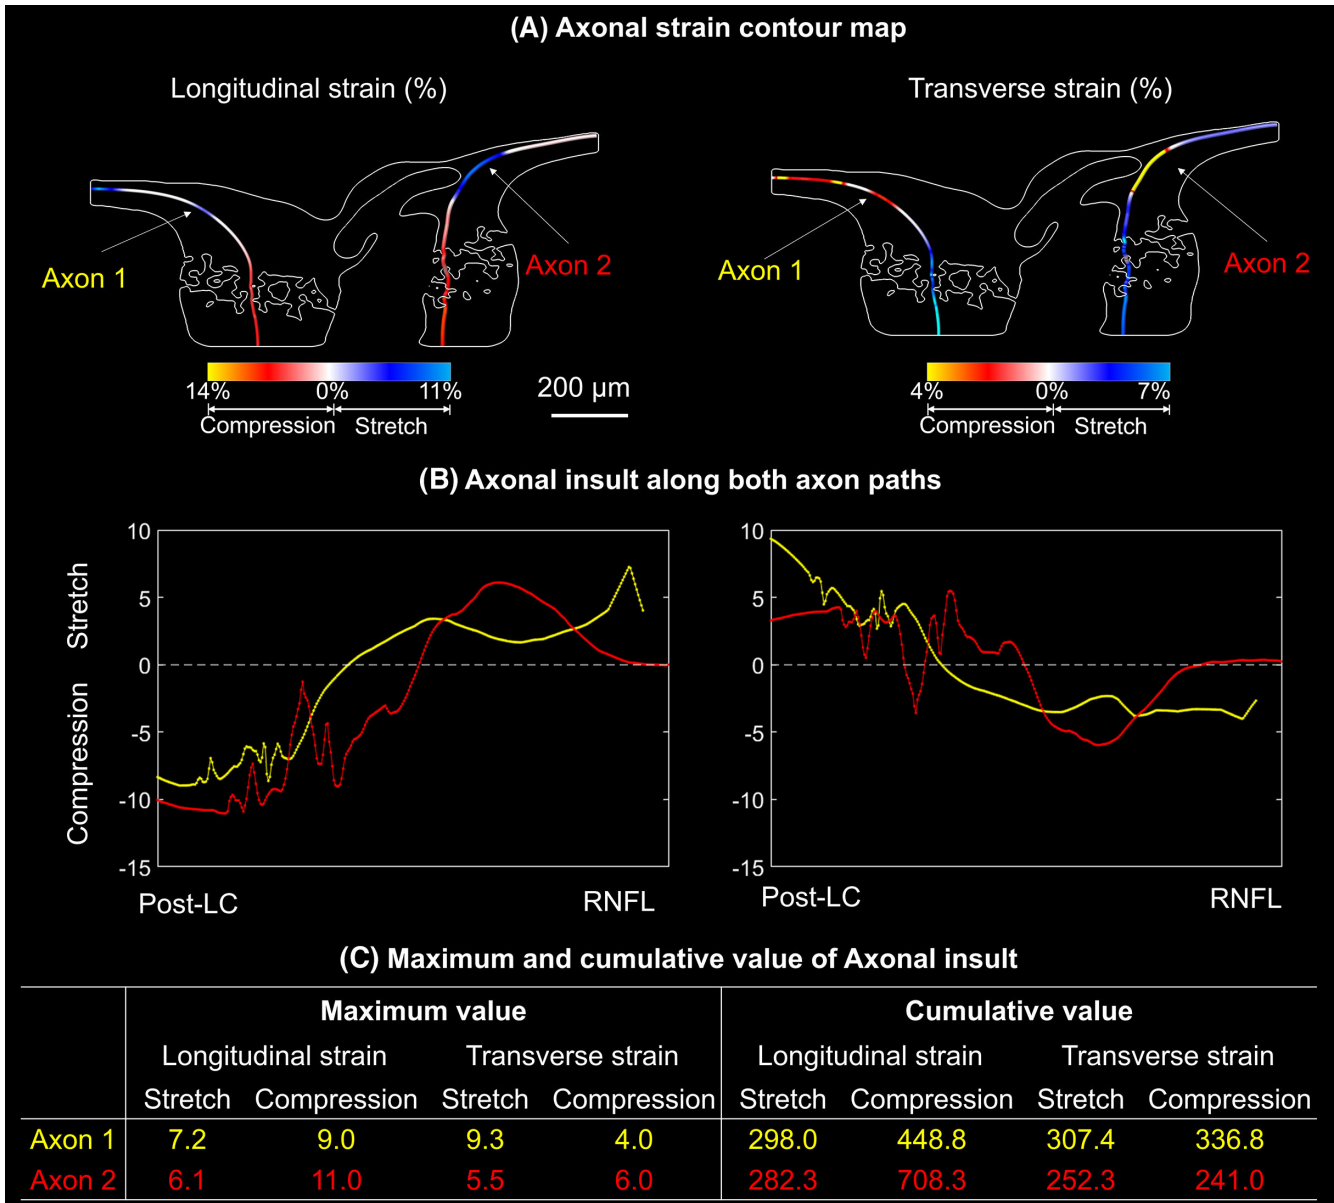 (A) Axonal strain contour map
Longitudinal strain (%)
Transverse strain (%)
Axon 1
Axon 2
Axon 1
Axon 2
14% 0% 11%
Compression Stretch
200 µm
4% 0% 7%
Compression Stretch
(B) Axonal insult along both axon paths
Stretch
Compression
10
5
0
-5
-10
-15
Post-LC RNFL
10
5
0
-5
-10
-15
Post-LC RNFL
(C) Maximum and cumulative value of Axonal insult
Maximum value Cumulative value
Longitudinal strain Transverse strain Longitudinal strain Transverse strain
Stretch Compression Stretch Compression Stretch Compression Stretch Compression
Axon 1 7.2 9.0 9.3 4.0 298.0 448.8 307.4 336.8
Axon 2 6.1 11.0 5.5 6.0 282.3 708.3 252.3 241.0